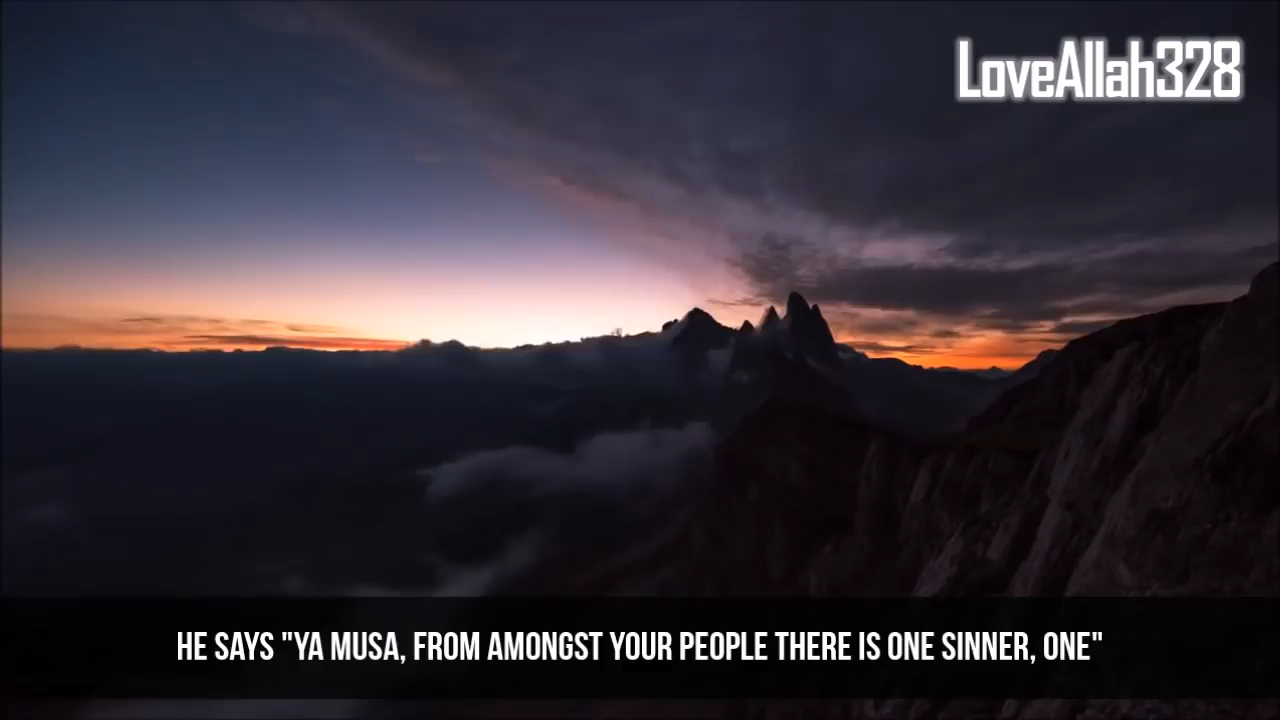 LoveAllah328
HE SAYS "YA MUSA, FROM AMONGST YOUR PEOPLE THERE IS ONE SINNER, ONE"